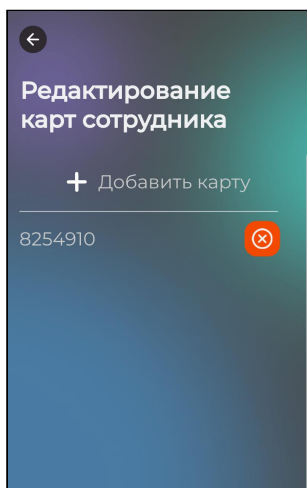 Редактирование
карт сотрудника
Добавить карту
8254910